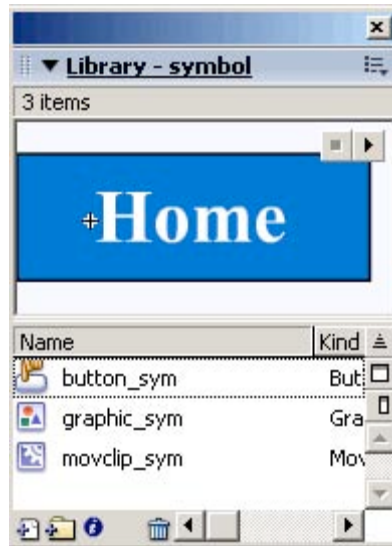 Library - symbol
3 items
Home
Name Kind
button_sym But
graphic_sym Gra
movclip_sym Mov